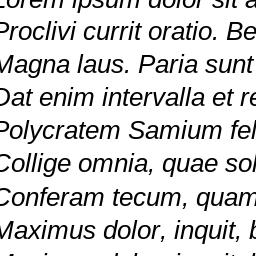 Lorem ipsum dolor sit a
Proclivi currit oratio. Be
Magna laus. Paria sunt
Dat enim intervalla et re
Polycratem Samium fel
Collige omnia, quae sol
Conferam tecum, quam
Maximus dolor, inquit, b